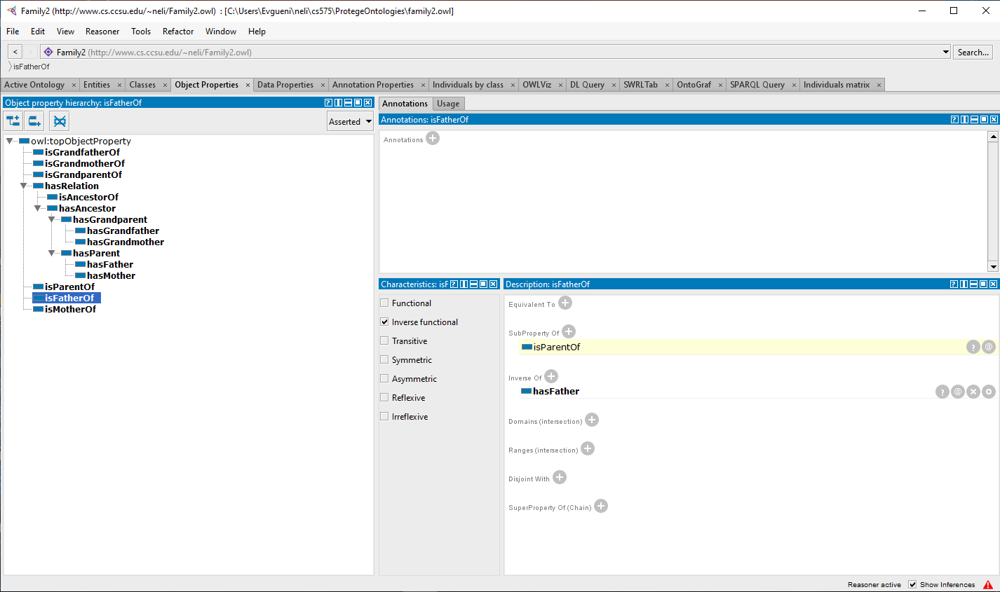 Family2 (http://www.cs.ccsu.edu/~neli/Family2.owl) : [C:\Users\Evgueni\neli\cs575\ProtegeOntologies\family2.owl]
File Edit View Reasoner Tools Refactor Window Help
< > Family2 (http://www.cs.ccsu.edu/~neli/Family2.owl) Search...
isFatherOf
Active Ontology × Entities × Classes × Object Properties × Data Properties × Annotation Properties × Individuals by class × OWLViz × DL Query × SWRLTab × OntoGraf × SPARQL Query × Individuals matrix ×
Object property hierarchy: isFatherOf
Asserted
owl:topObjectProperty
isGrandfatherOf
isGrandmotherOf
isGrandparentOf
hasRelation
isAncestorOf
hasAncestor
hasGrandparent
hasGrandfather
hasGrandmother
hasParent
hasFather
hasMother
isParentOf
isFatherOf
isMotherOf
Annotations Usage
Annotations: isFatherOf
Annotations
Characteristics: isF
Functional
Inverse functional
Transitive
Symmetric
Asymmetric
Reflexive
Irreflexive
Description: isFatherOf
Equivalent To
SubProperty Of
isParentOf
Inverse Of
hasFather
Domains (intersection)
Ranges (intersection)
Disjoint With
SuperProperty Of (Chain)
Reasoner active Show Inferences